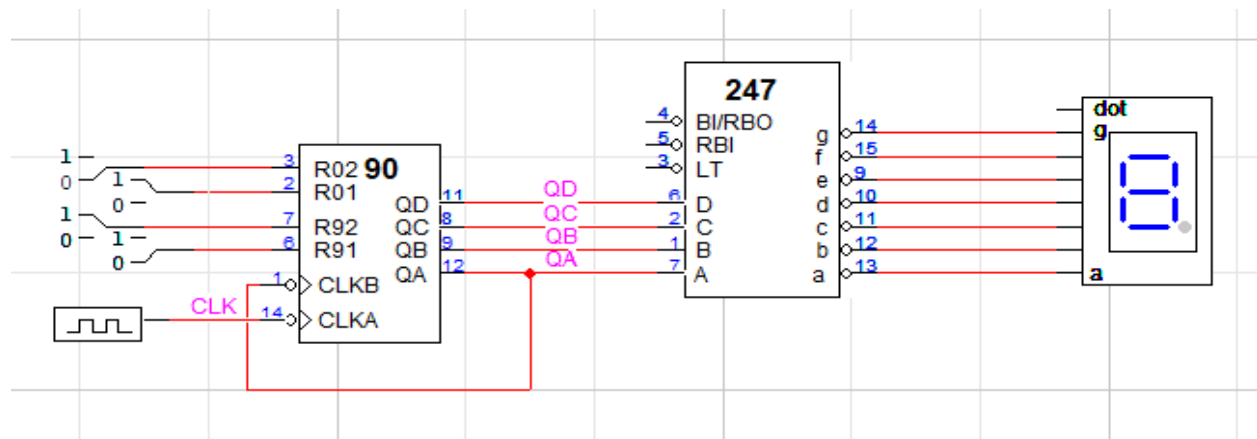 247
dot
4 BI/RBO g 14 g
5 RBI f 15
3 LT e 9
1 3 R02 90
0 1 2 R01 QD 11 QD 6 D d 10
0 QC 8 QC 2 C c 11
1 7 R92 QB 9 QB 1 B b 12
0 1 6 R91 QA 12 QA 7 A a 13 a
0
1 CLKB
CLK 14 CLKA